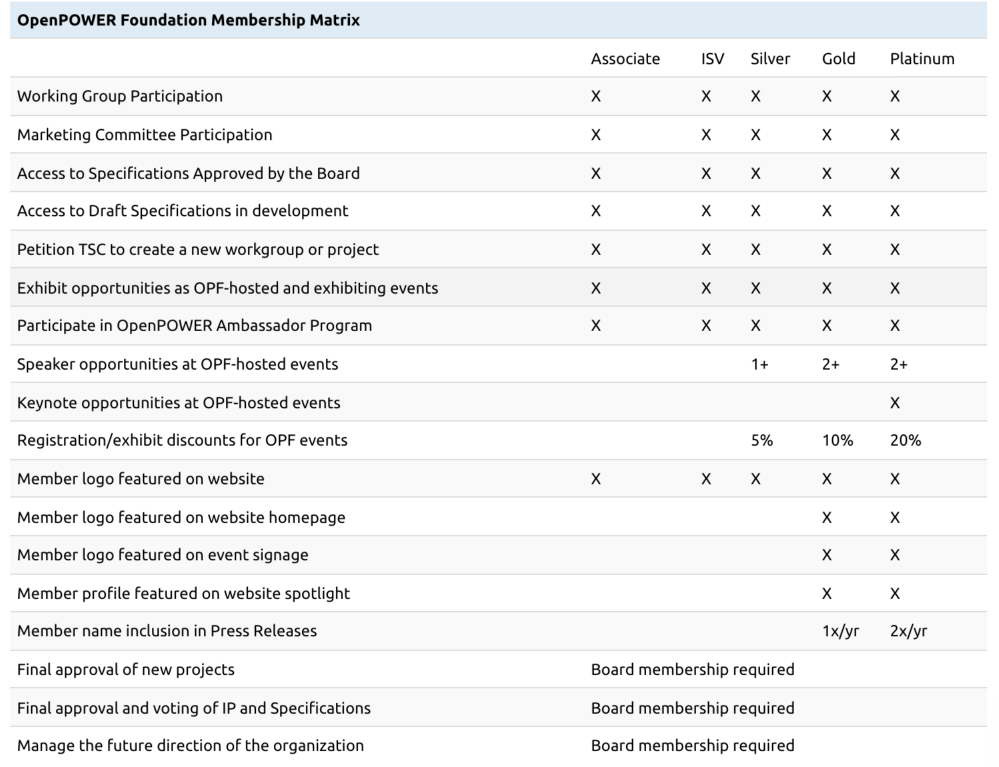 OpenPOWER Foundation Membership Matrix
Associate ISV Silver Gold Platinum
Working Group Participation X X X X X
Marketing Committee Participation X X X X X
Access to Specifications Approved by the Board X X X X X
Access to Draft Specifications in development X X X X X
Petition TSC to create a new workgroup or project X X X X X
Exhibit opportunities as OPF-hosted and exhibiting events X X X X X
Participate in OpenPOWER Ambassador Program X X X X X
Speaker opportunities at OPF-hosted events 1+ 2+ 2+
Keynote opportunities at OPF-hosted events X
Registration/exhibit discounts for OPF events 5% 10% 20%
Member logo featured on website X X X X X
Member logo featured on website homepage X X
Member logo featured on event signage X X
Member profile featured on website spotlight X X
Member name inclusion in Press Releases 1x/yr 2x/yr
Final approval of new projects Board membership required
Final approval and voting of IP and Specifications Board membership required
Manage the future direction of the organization Board membership required